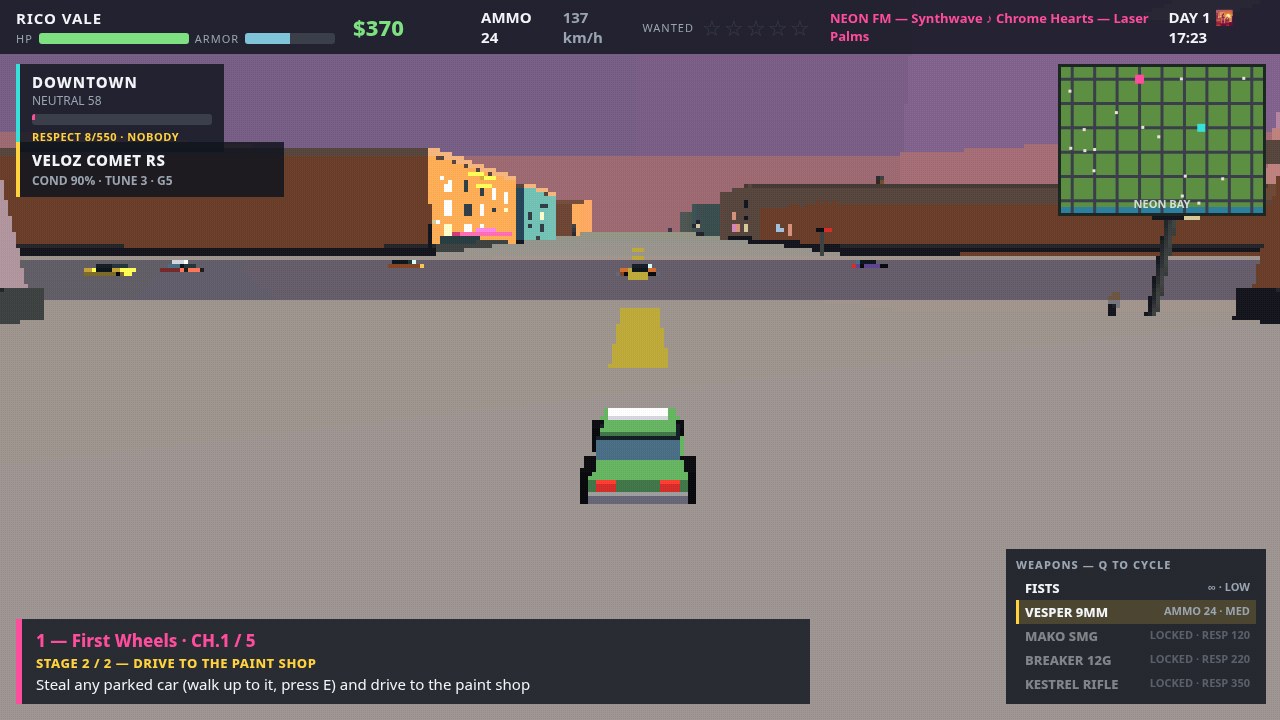 RICO VALE
HP
ARMOR
$370
AMMO
24
137
km/h
WANTED ☆☆☆☆☆
NEON FM — Synthwave ♪ Chrome Hearts — Laser
Palms
DAY 1 🌇
17:23
DOWNTOWN
NEUTRAL 58
RESPECT 8/550 · NOBODY
VELOZ COMET RS
COND 90% · TUNE 3 · G5
NEON BAY
1 — First Wheels · CH.1 / 5
STAGE 2 / 2 — DRIVE TO THE PAINT SHOP
Steal any parked car (walk up to it, press E) and drive to the paint shop
WEAPONS — Q TO CYCLE
FISTS ∞ · LOW
VESPER 9MM AMMO 24 · MED
MAKO SMG LOCKED · RESP 120
BREAKER 12G LOCKED · RESP 220
KESTREL RIFLE LOCKED · RESP 350